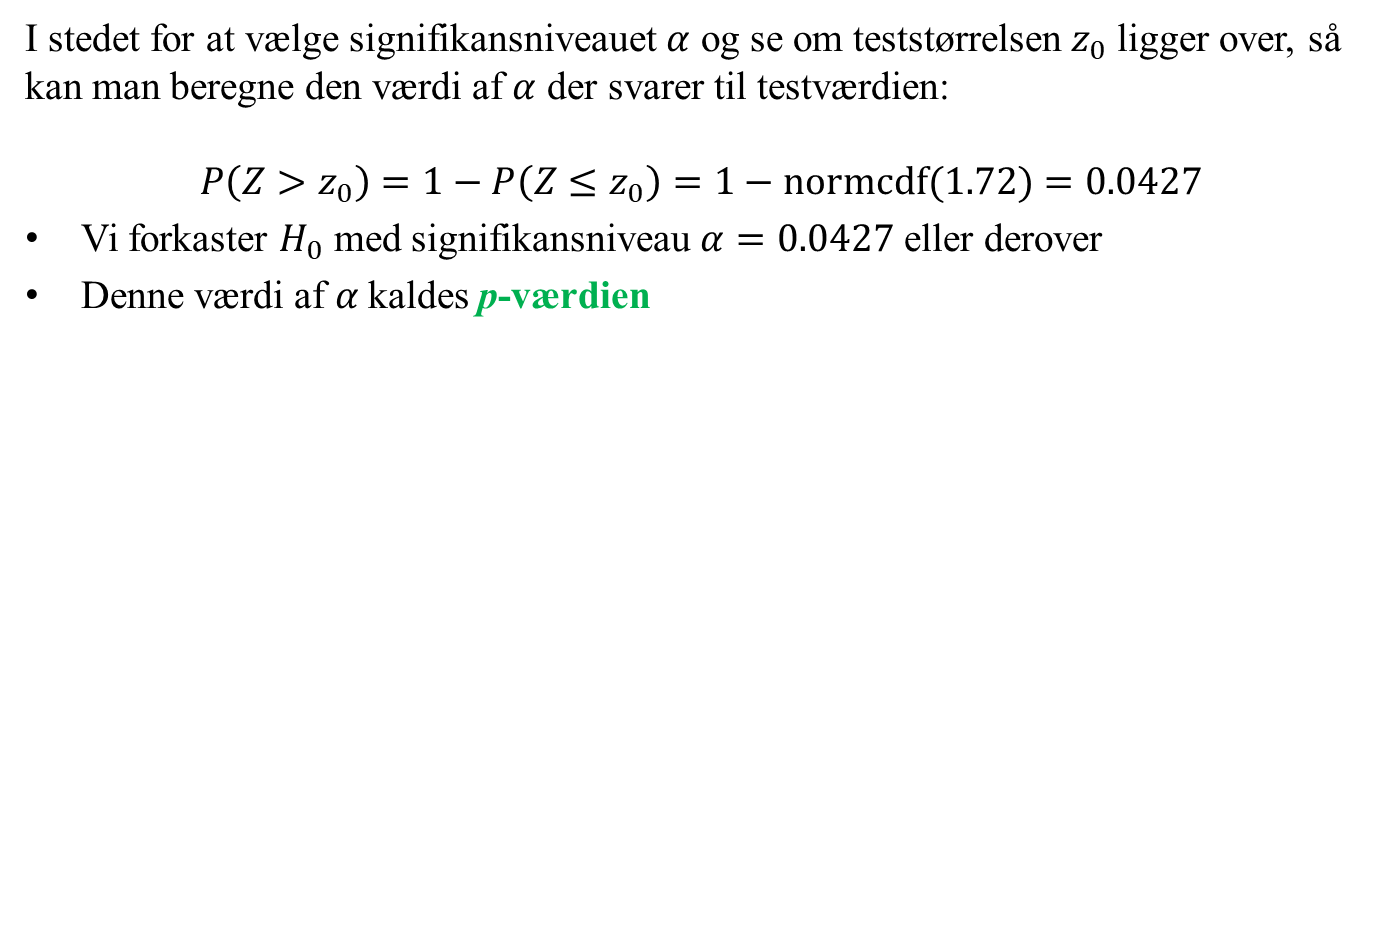 I stedet for at vælge signifikansniveauet α og se om teststørrelsen z₀ ligger over, så
kan man beregne den værdi af α der svarer til testværdien:
P(Z > z₀) = 1 − P(Z ≤ z₀) = 1 − normcdf(1.72) = 0.0427
• Vi forkaster H₀ med signifikansniveau α = 0.0427 eller derover
• Denne værdi af α kaldes p-værdien